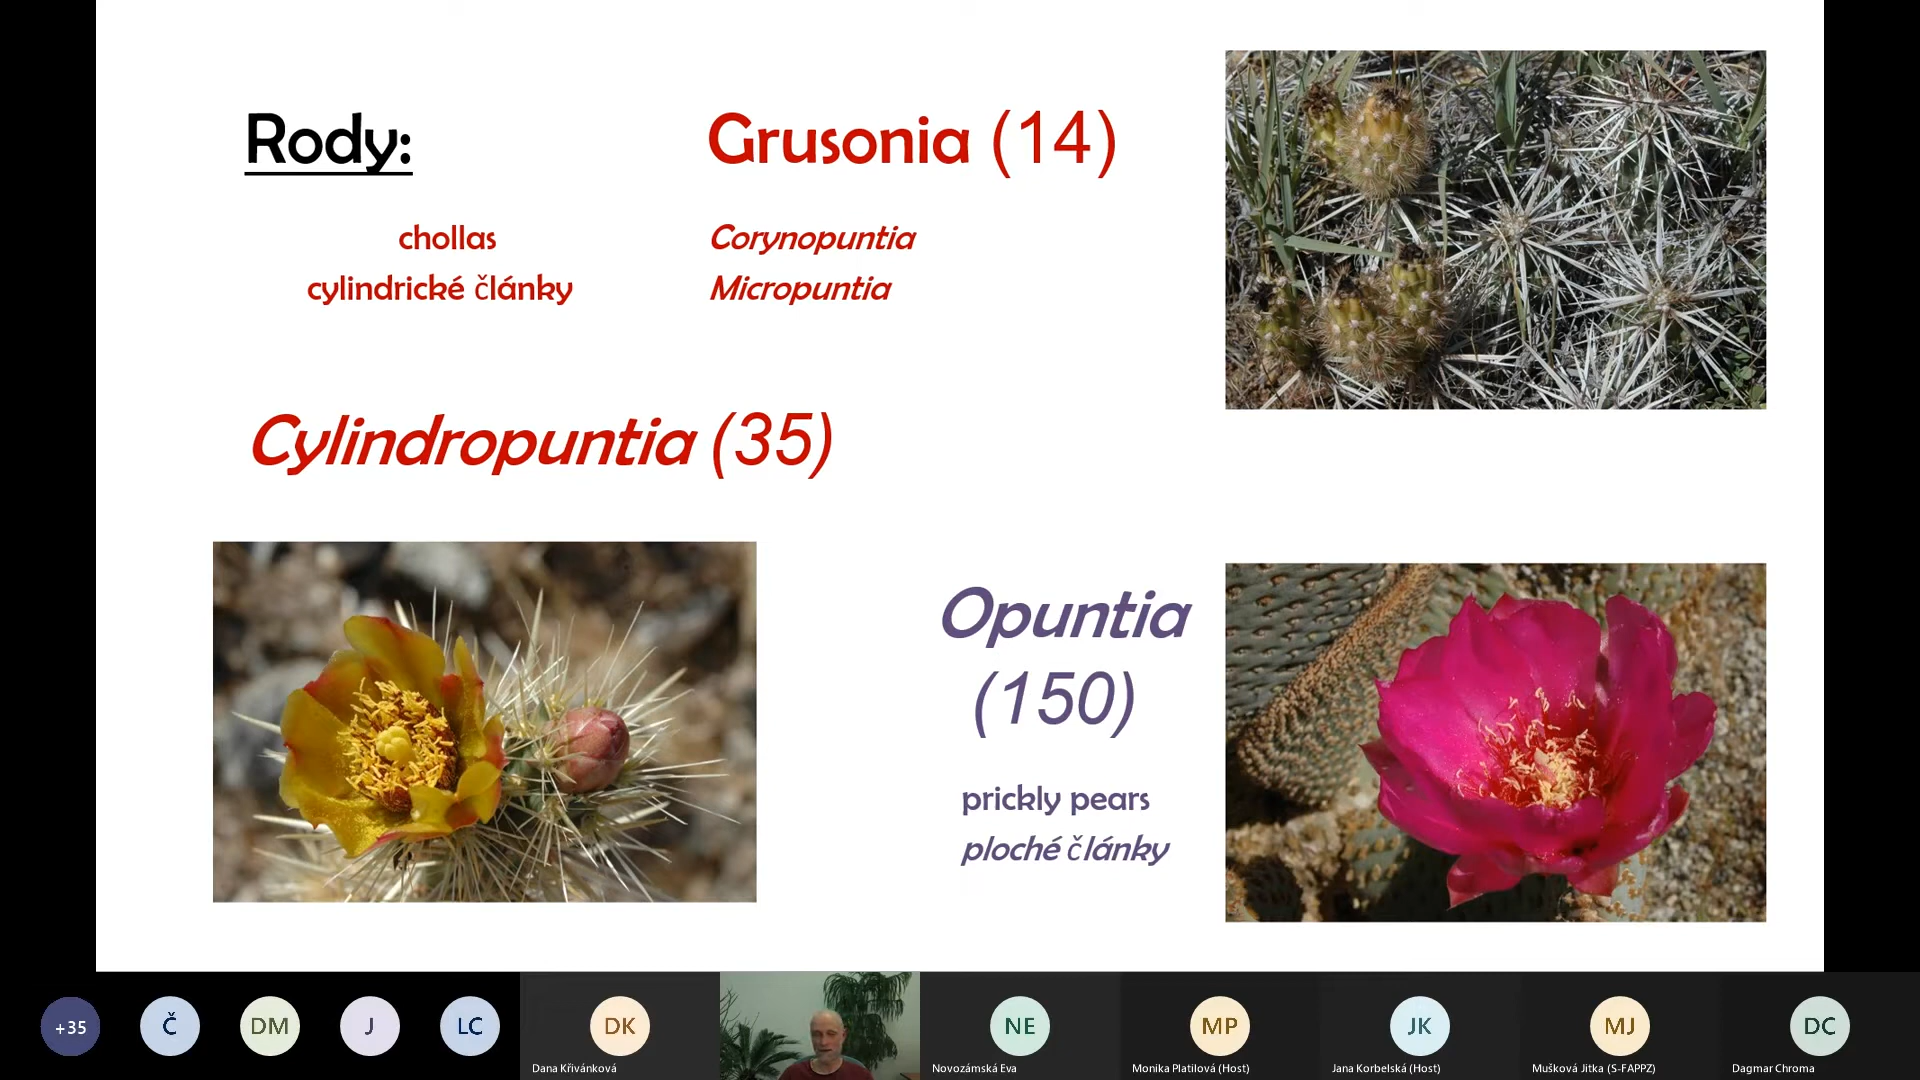 Rody:
Grusonia (14)
chollas
cylindrické články
Corynopuntia
Micropuntia
Cylindropuntia (35)
Opuntia
(150)
prickly pears
ploché články
+35
Č
DM
J
LC
DK
NE
MP
JK
MJ
DC
Dana Křivánková
Novozámská Eva
Monika Platilová (Host)
Jana Korbelská (Host)
Mušková Jitka (S-FAPPZ)
Dagmar Chroma